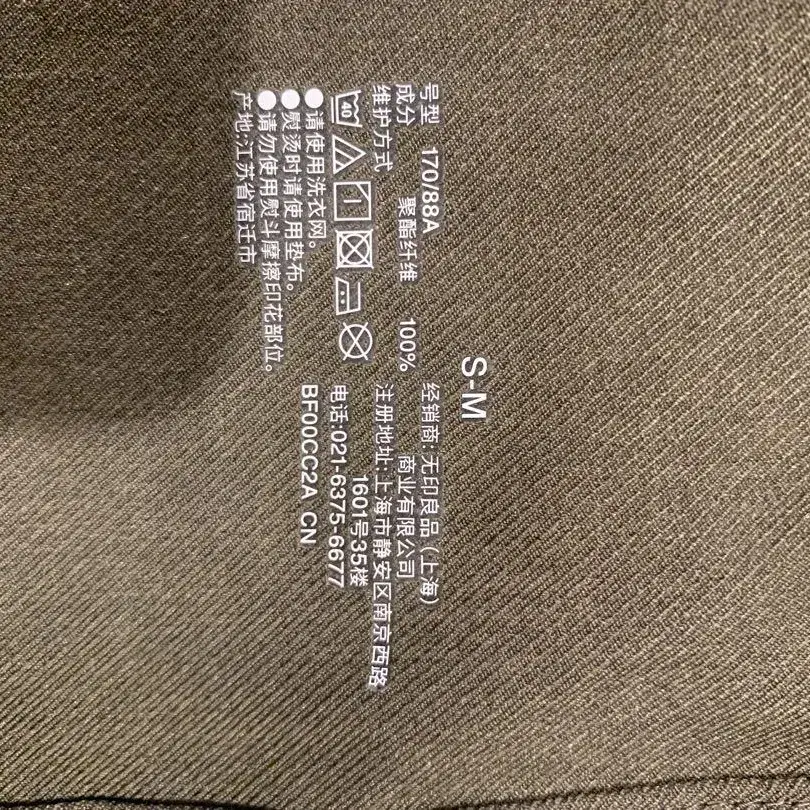 S-M
号型 170/88A
成分 聚酯纤维 100%
维护方式
40
1
●请使用洗衣网。
●熨烫时请使用垫布。
●请勿使用熨斗摩擦印花部位。
产地:江苏省宿迁市
经销商:无印良品(上海)
商业有限公司
注册地址:上海市静安区南京西路
1601号35楼
电话:021-6375-6677
BF00CC2A CN